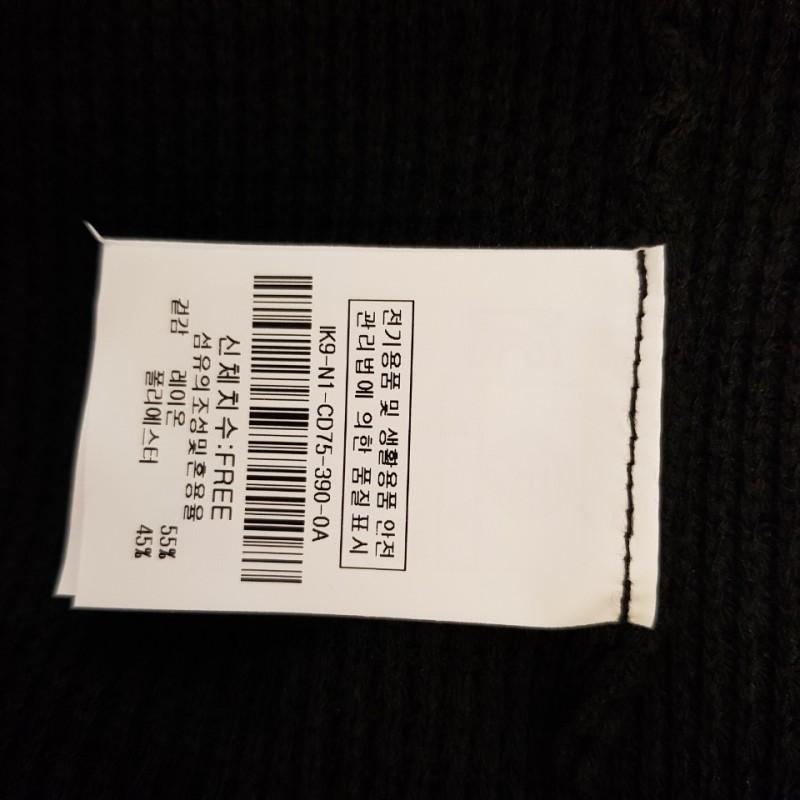 전기용품 및 생활용품 안전
관리법에 의한 품질표시
IK9-N1-CD75-390-0A
신체치수:FREE
섬유의조성및혼용율
겉감 레이온 55%
폴리에스터 45%